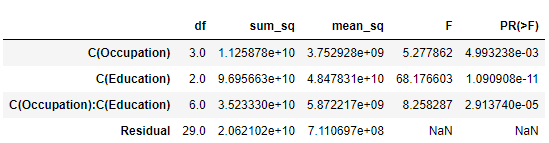 df sum_sq mean_sq F PR(>F)
C(Occupation) 3.0 1.125878e+10 3.752928e+09 5.277862 4.993238e-03
C(Education) 2.0 9.695663e+10 4.847831e+10 68.176603 1.090908e-11
C(Occupation):C(Education) 6.0 3.523330e+10 5.872217e+09 8.258287 2.913740e-05
Residual 29.0 2.062102e+10 7.110697e+08 NaN NaN